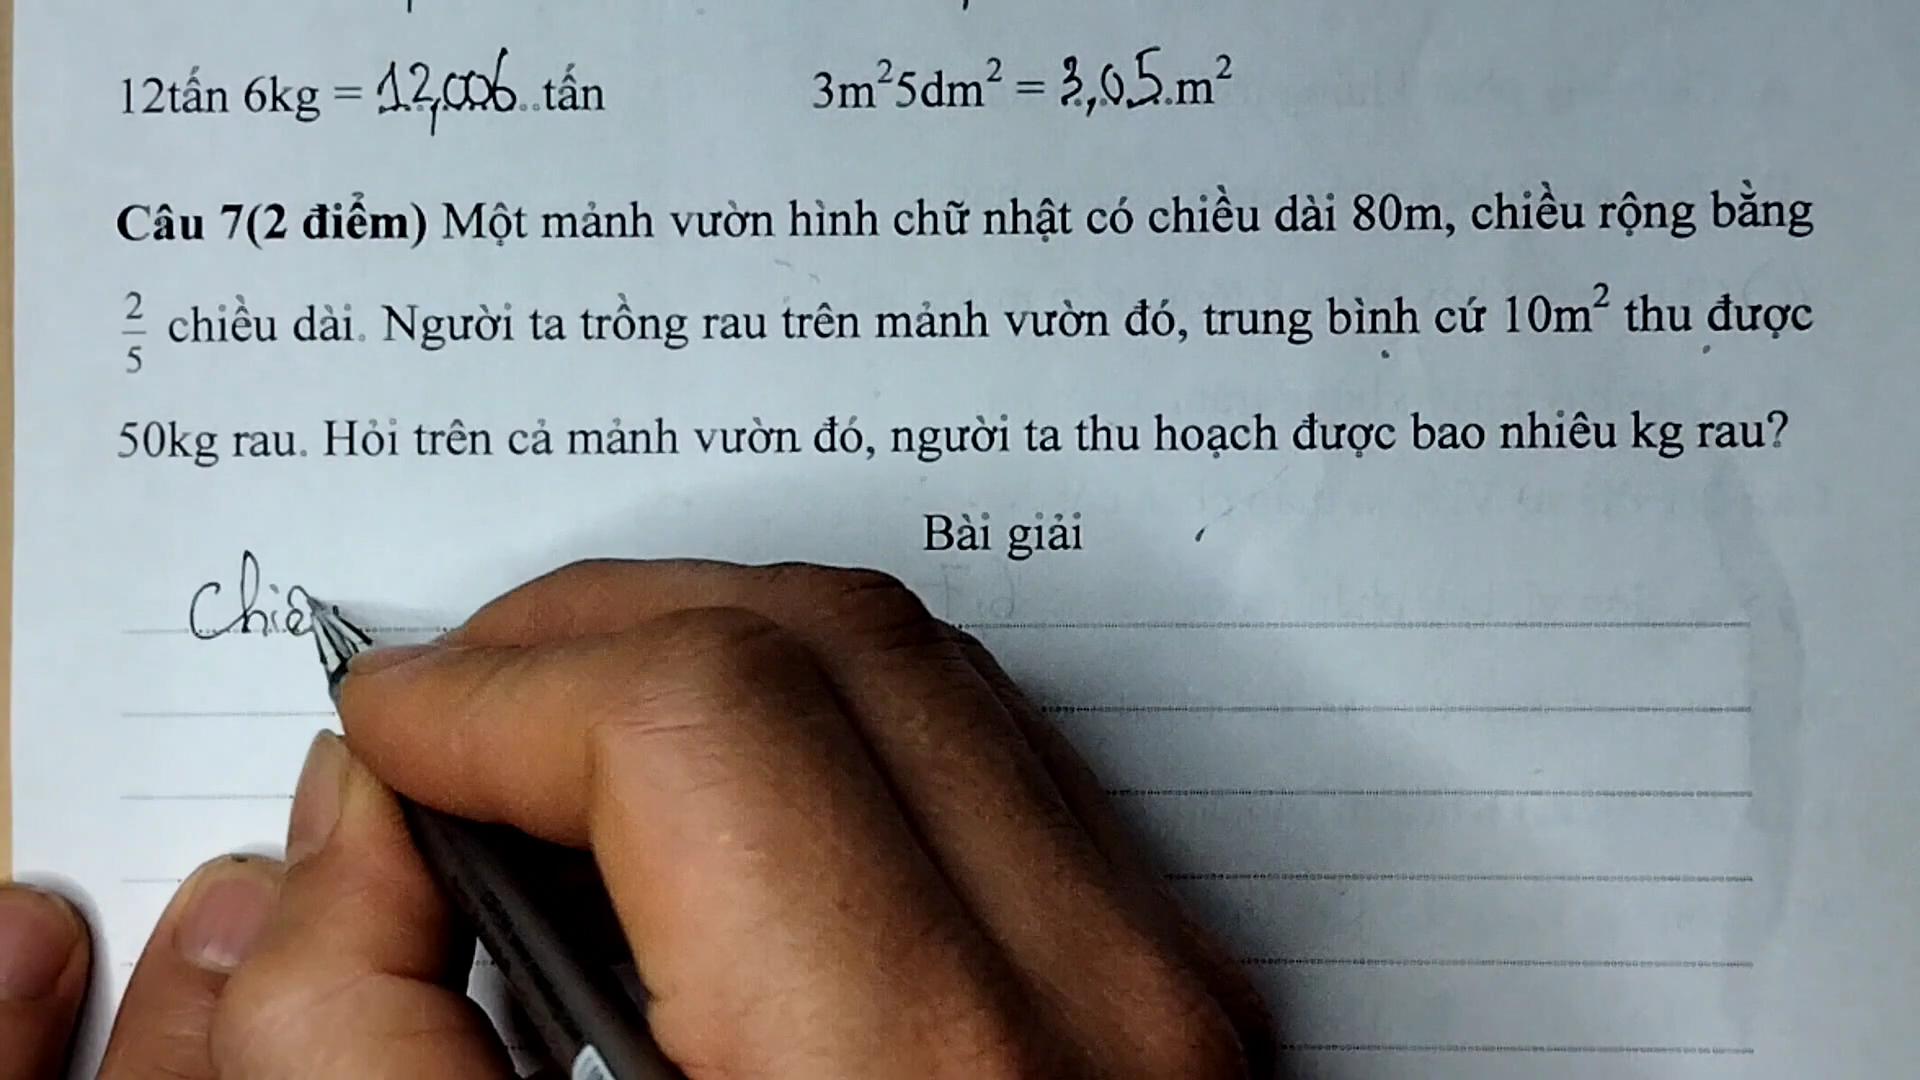 12tấn 6kg = 12,006 tấn 3m²5dm² = 3,05 m²
Câu 7(2 điểm) Một mảnh vườn hình chữ nhật có chiều dài 80m, chiều rộng bằng
2/5 chiều dài. Người ta trồng rau trên mảnh vườn đó, trung bình cứ 10m² thu được
50kg rau. Hỏi trên cả mảnh vườn đó, người ta thu hoạch được bao nhiêu kg rau?
Bài giải
Chiê